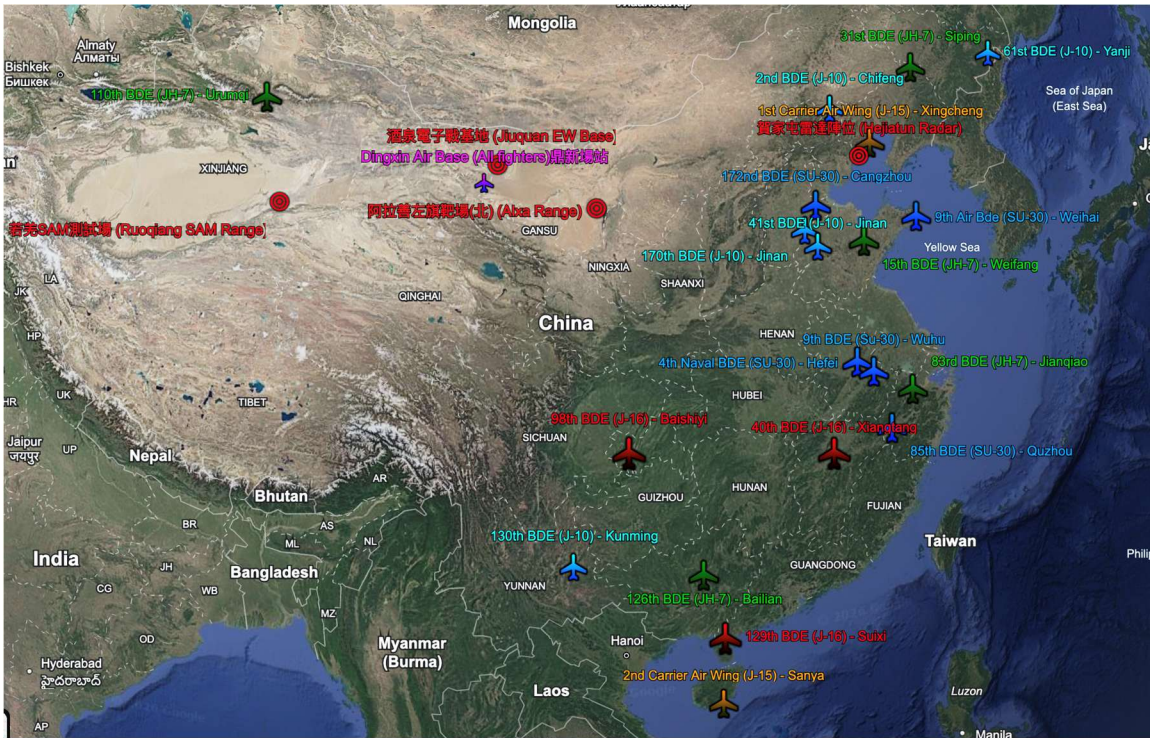 Mongolia
Almaty
Алматы
Bishkek
Бишкек
31st BDE (JH-7) - Siping
61st BDE (J-10) - Yanji
2nd BDE (J-10) - Chifeng
Sea of Japan
(East Sea)
110th BDE (JH-7) - Urumqi
1st Carrier Air Wing (J-15) - Xingcheng
賀家屯雷達陣位 (Hejiatun Radar)
酒泉電子戰基地 (Jiuquan EW Base)
Dingxin Air Base (All fighters)鼎新場站
XINJIANG
172nd BDE (SU-30) - Cangzhou
阿拉善左旗靶場(北) (Alxa Range)
9th Air Bde (SU-30) - Weihai
若羌SAM測試場 (Ruoqiang SAM Range)
GANSU
41st BDE (J-10) - Jinan
Yellow Sea
170th BDE (J-10) - Jinan
15th BDE (JH-7) - Weifang
NINGXIA
LA
SHAANXI
JK
QINGHAI
China
HP
HENAN
9th BDE (Su-30) - Wuhu
4th Naval BDE (SU-30) - Hefei
83rd BDE (JH-7) - Jianqiao
UK
HUBEI
HR
TIBET
98th BDE (J-16) - Baishiyi
40th BDE (J-16) - Xiangtang
SICHUAN
Jaipur
जयपुर
UP
Nepal
85th BDE (SU-30) - Quzhou
AR
HUNAN
Bhutan
GUIZHOU
FUJIAN
BR
AS
130th BDE (J-10) - Kunming
NL
ML
Taiwan
India
JH
Bangladesh
GUANGDONG
Philip
CG
WB
YUNNAN
126th BDE (JH-7) - Bailian
MZ
OD
Myanmar
(Burma)
Hanoi
129th BDE (J-16) - Suixi
Hyderabad
హైదరాబాద్
2nd Carrier Air Wing (J-15) - Sanya
Laos
Luzon
AP
Manila